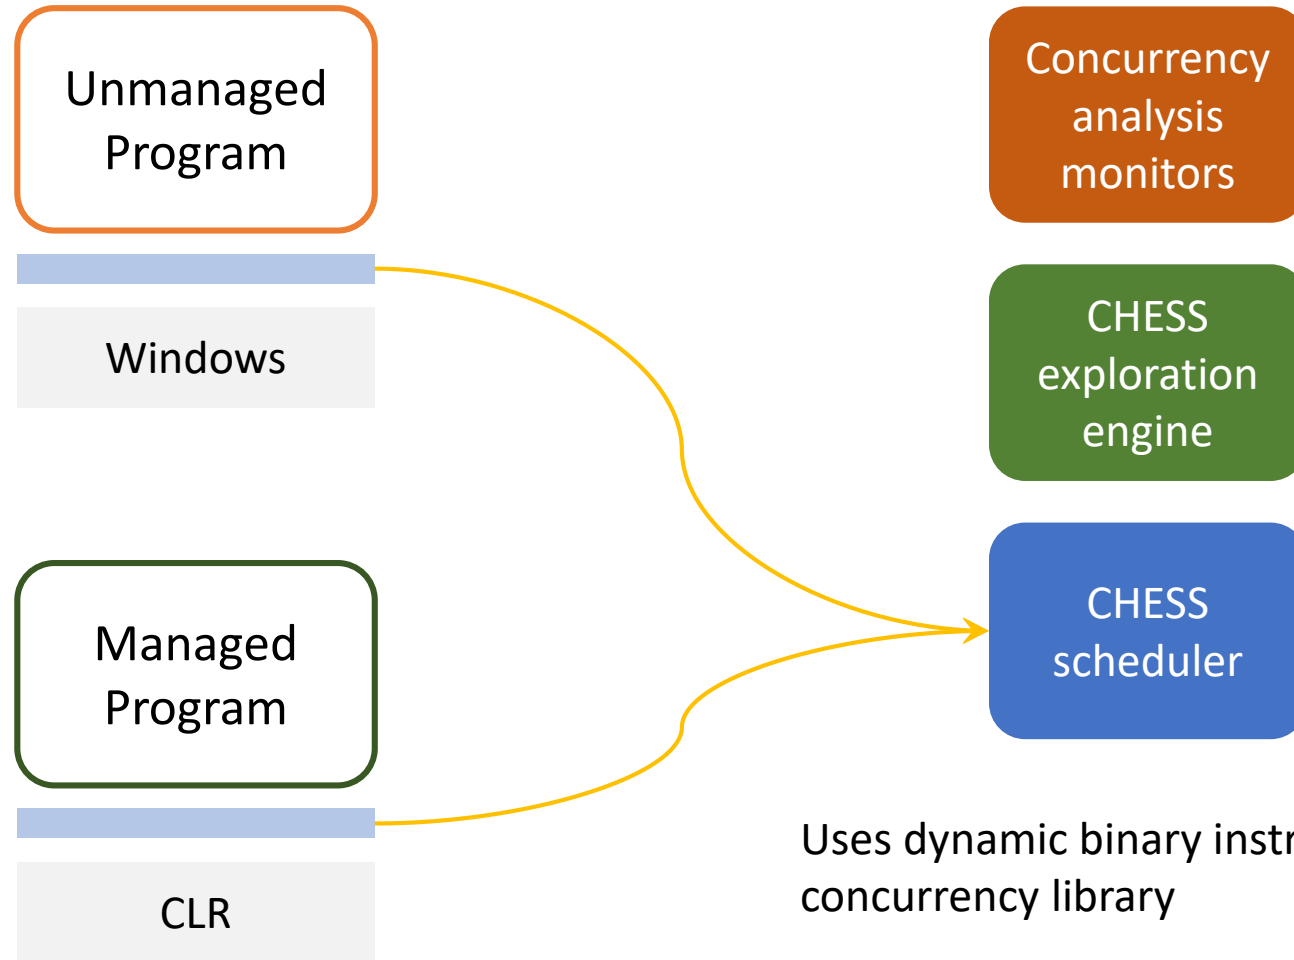 Unmanaged
Program
Windows
Managed
Program
CLR
Concurrency
analysis
monitors
CHESS
exploration
engine
CHESS
scheduler
Uses dynamic binary
concurrency library